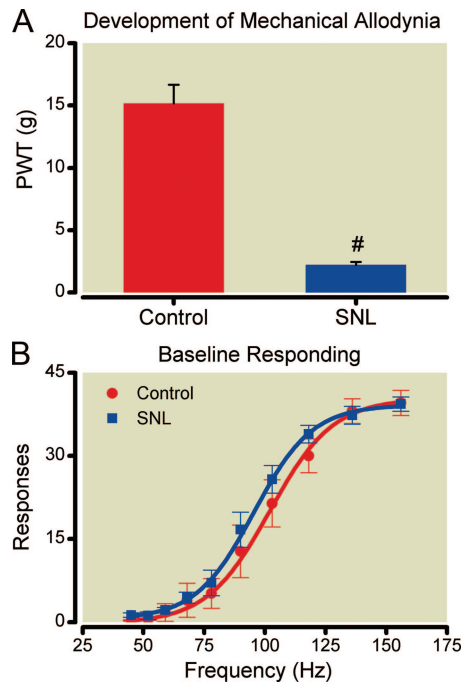 A
Development of Mechanical Allodynia
PWT (g)
20
15
10
5
0
#
Control
SNL
B
Baseline Responding
Control
SNL
Responses
45
30
15
0
25
50
75
100
125
150
175
Frequency (Hz)